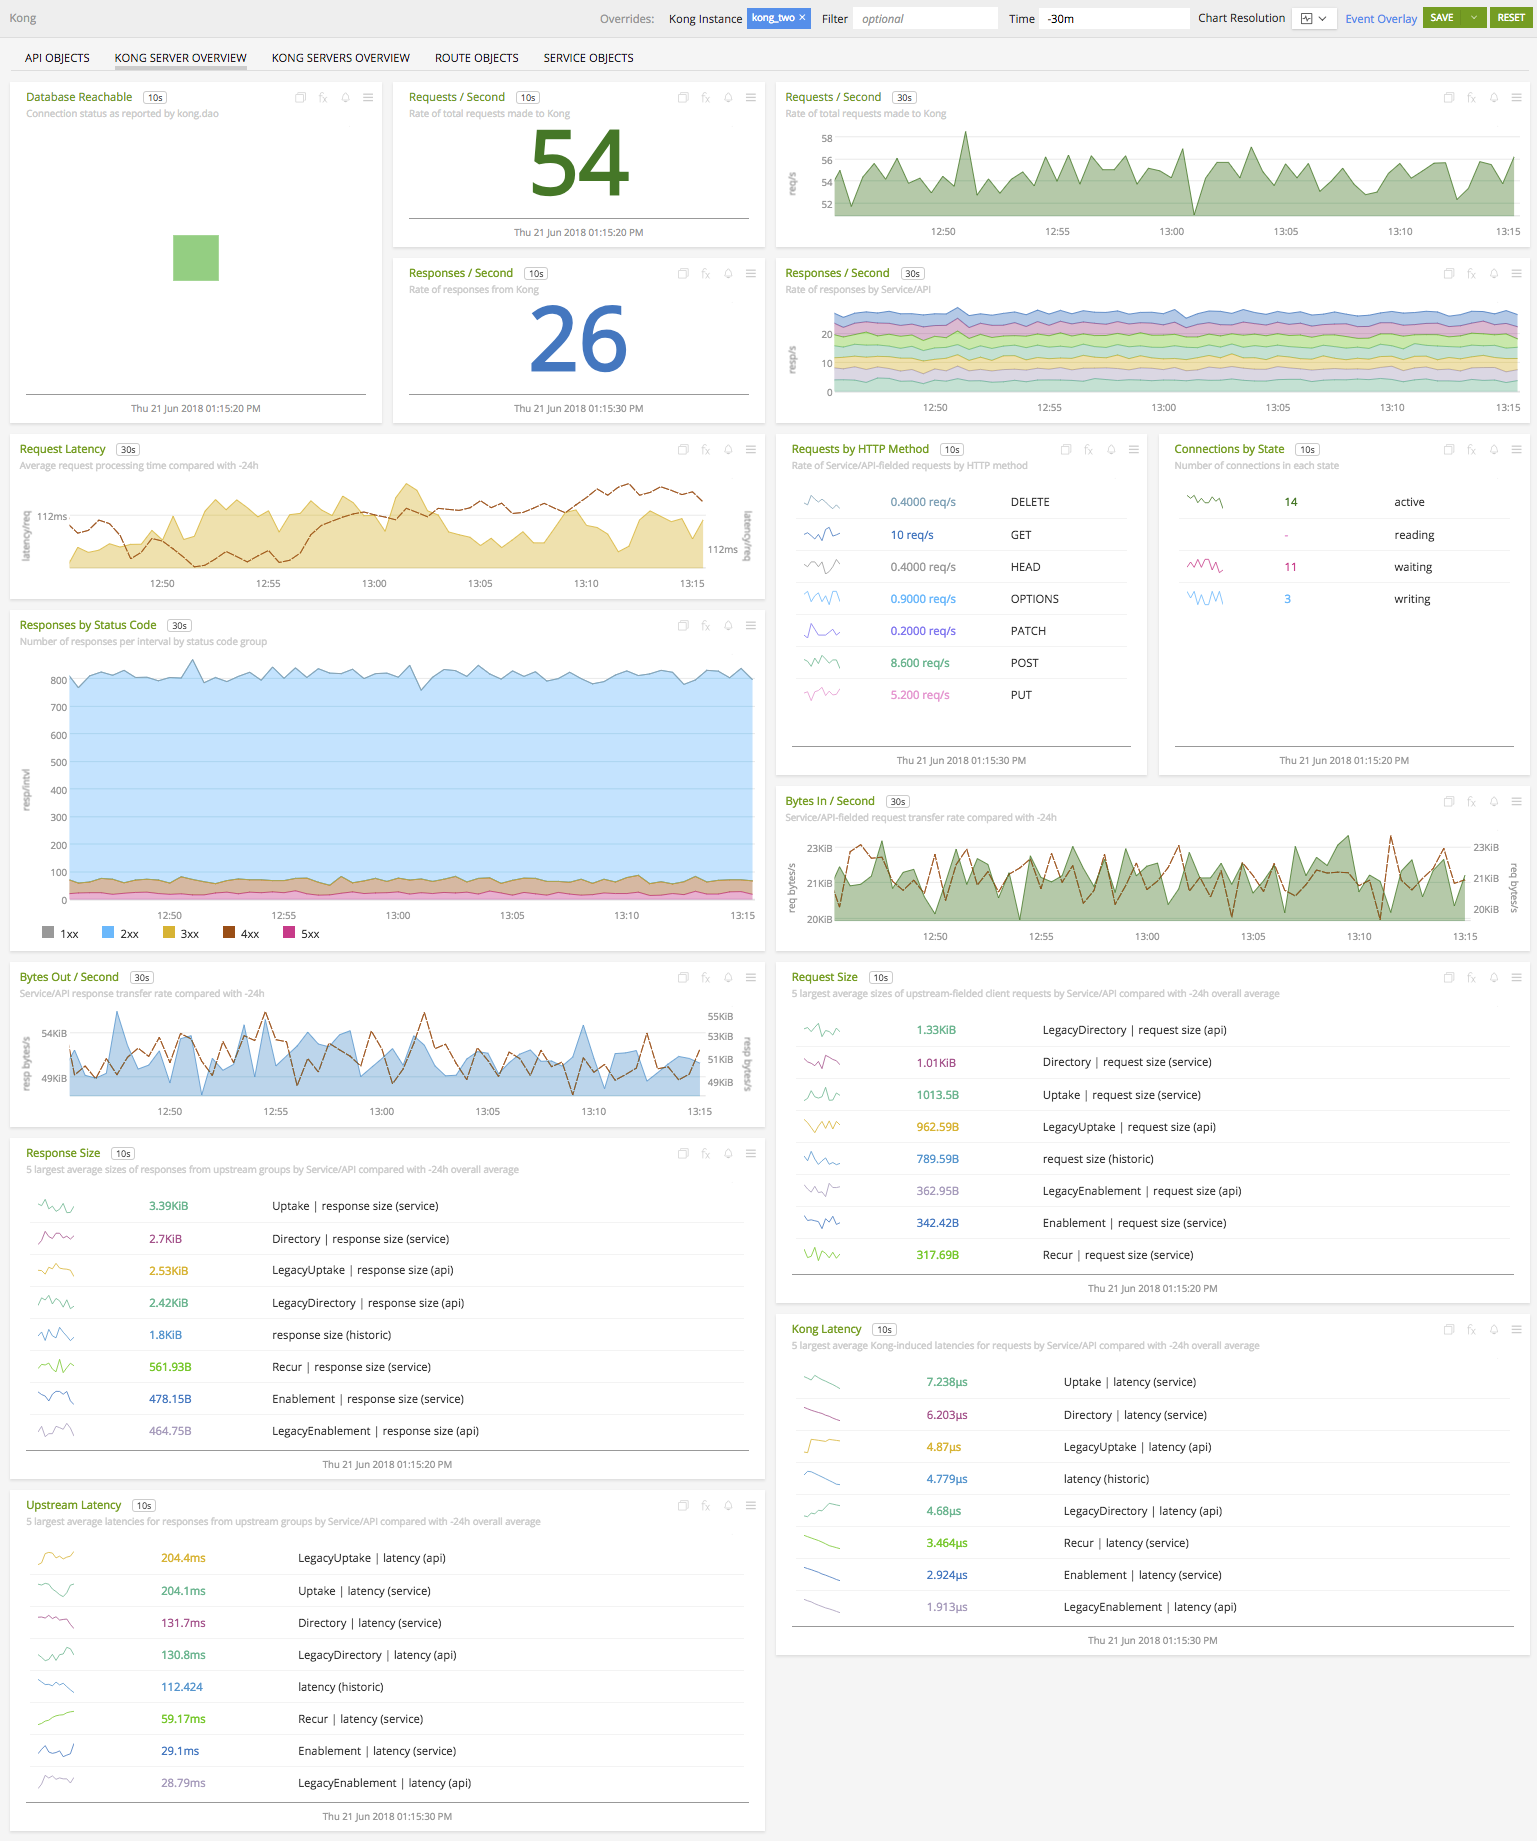 Kong
Overrides: Kong Instance kong_two × Filter optional Time -30m Chart Resolution Event Overlay SAVE RESET
API OBJECTS KONG SERVER OVERVIEW KONG SERVERS OVERVIEW ROUTE OBJECTS SERVICE OBJECTS
Database Reachable 10s
Connection status as reported by kong.dao
Thu 21 Jun 2018 01:15:20 PM
Requests / Second 10s
Rate of total requests made to Kong
54
Thu 21 Jun 2018 01:15:20 PM
Requests / Second 30s
Rate of total requests made to Kong
req/s
58
56
54
52
12:50 12:55 13:00 13:05 13:10 13:15
Responses / Second 10s
Rate of responses from Kong
26
Thu 21 Jun 2018 01:15:30 PM
Responses / Second 30s
Rate of responses by Service/API
resp/s
20
10
0
12:50 12:55 13:00 13:05 13:10 13:15
Request Latency 30s
Average request processing time compared with -24h
latency/req
112ms
112ms
latency/req
12:50 12:55 13:00 13:05 13:10 13:15
Requests by HTTP Method 10s
Rate of Service/API-fielded requests by HTTP method
0.4000 req/s DELETE
10 req/s GET
0.4000 req/s HEAD
0.9000 req/s OPTIONS
0.2000 req/s PATCH
8.600 req/s POST
5.200 req/s PUT
Thu 21 Jun 2018 01:15:30 PM
Connections by State 10s
Number of connections in each state
14 active
- reading
11 waiting
3 writing
Thu 21 Jun 2018 01:15:20 PM
Responses by Status Code 30s
Number of responses per interval by status code group
resp/intvl
800
700
600
500
400
300
200
100
0
12:50 12:55 13:00 13:05 13:10 13:15
1xx 2xx 3xx 4xx 5xx
Bytes In / Second 30s
Service/API-fielded request transfer rate compared with -24h
req bytes/s
23KiB
21KiB
20KiB
23KiB
21KiB
20KiB
req bytes/s
12:50 12:55 13:00 13:05 13:10 13:15
Bytes Out / Second 30s
Service/API response transfer rate compared with -24h
resp bytes/s
54KiB
49KiB
55KiB
53KiB
51KiB
49KiB
resp bytes/s
12:50 12:55 13:00 13:05 13:10 13:15
Request Size 10s
5 largest average sizes of upstream-fielded client requests by Service/API compared with -24h overall average
1.33KiB LegacyDirectory | request size (api)
1.01KiB Directory | request size (service)
1013.5B Uptake | request size (service)
962.59B LegacyUptake | request size (api)
789.59B request size (historic)
362.95B LegacyEnablement | request size (api)
342.42B Enablement | request size (service)
317.69B Recur | request size (service)
Thu 21 Jun 2018 01:15:20 PM
Response Size 10s
5 largest average sizes of responses from upstream groups by Service/API compared with -24h overall average
3.39KiB Uptake | response size (service)
2.7KiB Directory | response size (service)
2.53KiB LegacyUptake | response size (api)
2.42KiB LegacyDirectory | response size (api)
1.8KiB response size (historic)
561.93B Recur | response size (service)
478.15B Enablement | response size (service)
464.75B LegacyEnablement | response size (api)
Thu 21 Jun 2018 01:15:20 PM
Kong Latency 10s
5 largest average Kong-induced latencies for requests by Service/API compared with -24h overall average
7.238µs Uptake | latency (service)
6.203µs Directory | latency (service)
4.87µs LegacyUptake | latency (api)
4.779µs latency (historic)
4.68µs LegacyDirectory | latency (api)
3.464µs Recur | latency (service)
2.924µs Enablement | latency (service)
1.913µs LegacyEnablement | latency (api)
Thu 21 Jun 2018 01:15:30 PM
Upstream Latency 10s
5 largest average latencies for responses from upstream groups by Service/API compared with -24h overall average
204.4ms LegacyUptake | latency (api)
204.1ms Uptake | latency (service)
131.7ms Directory | latency (service)
130.8ms LegacyDirectory | latency (api)
112.424 latency (historic)
59.17ms Recur | latency (service)
29.1ms Enablement | latency (service)
28.79ms LegacyEnablement | latency (api)
Thu 21 Jun 2018 01:15:30 PM